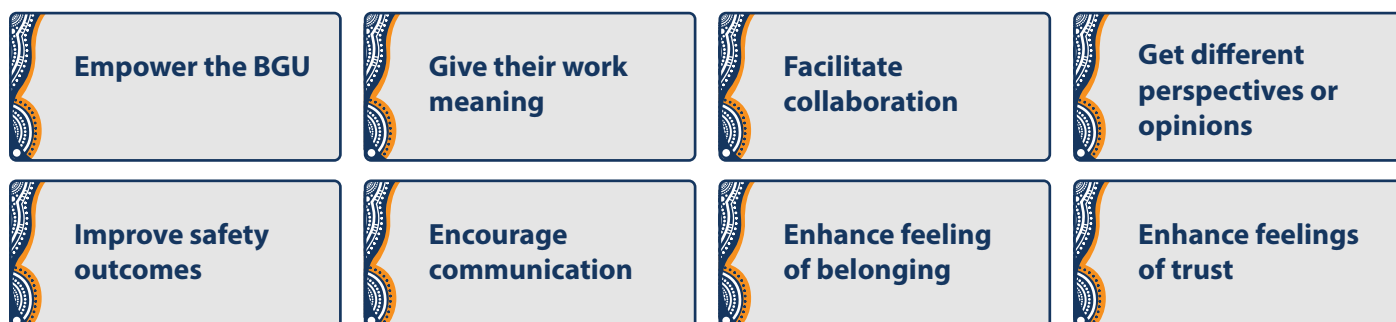 Empower the BGU
Give their work
meaning
Facilitate
collaboration
Get different
perspectives or
opinions
Improve safety
outcomes
Encourage
communication
Enhance feeling
of belonging
Enhance feelings
of trust